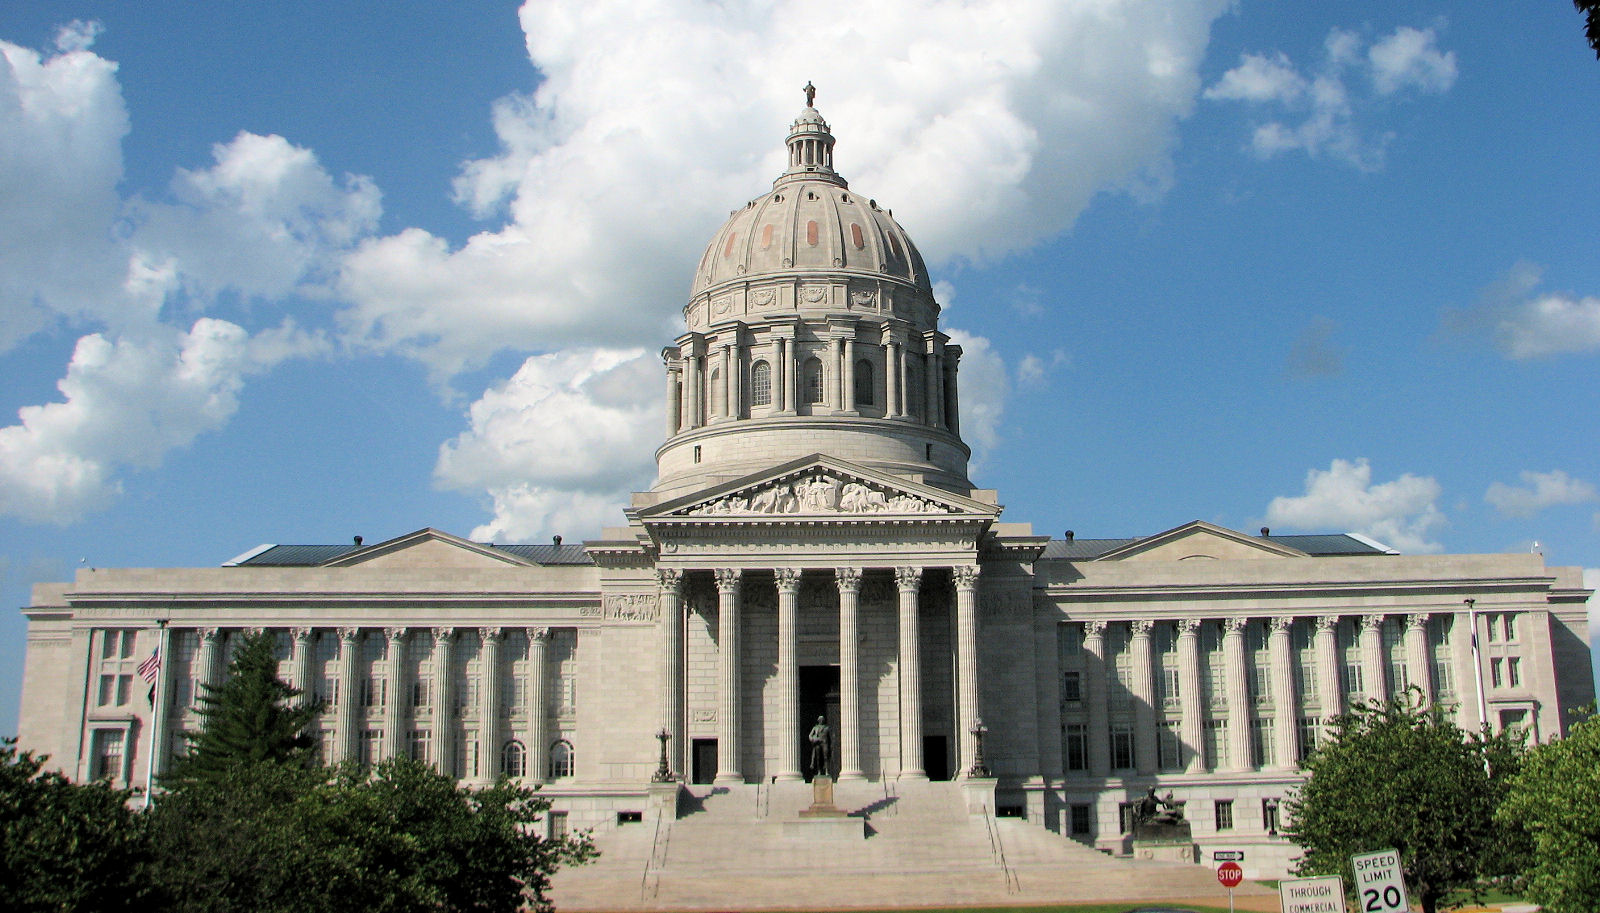 STOP
THROUGH
COMMERCIAL
SPEED
LIMIT
20